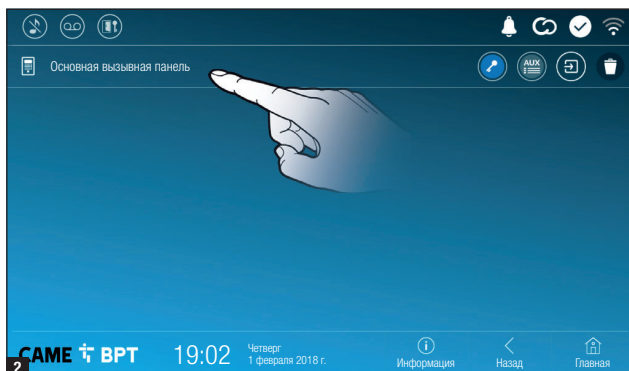 Основная вызывная панель
AUX
2
CAME BPT
19:02
Четверг
1 февраля 2018 г.
Информация
Назад
Главная